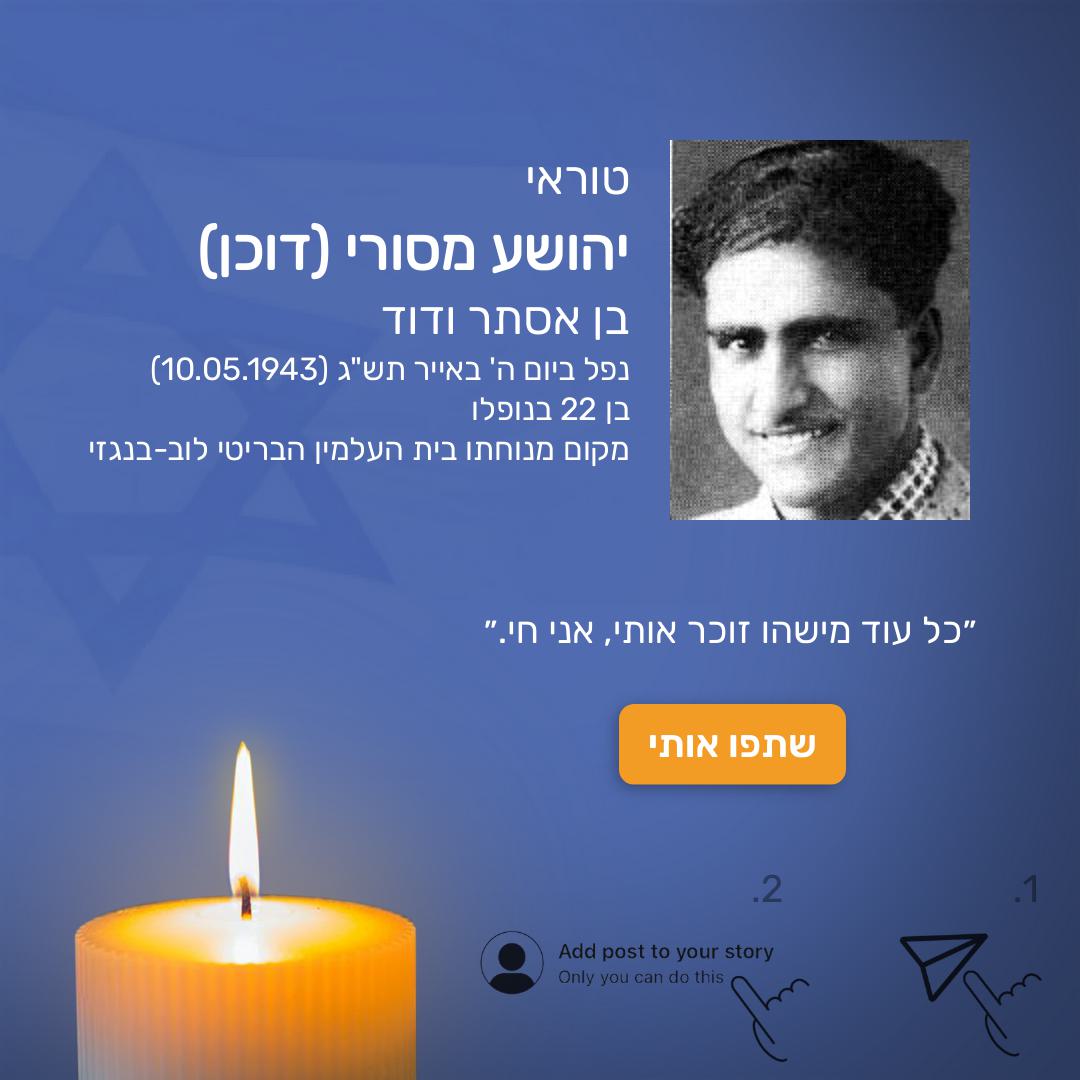 טוראי
יהושע מסורי (דוכן)
בן אסתר ודוד
נפל ביום ה' באייר תש"ג (10.05.1943)
בן 22 בנופלו
מקום מנוחתו בית העלמין הבריטי לוב-בנגזי
״כל עוד מישהו זוכר אותי, אני חי.״
שתפו אותי
1.
2.
Add post to your story
Only you can do this